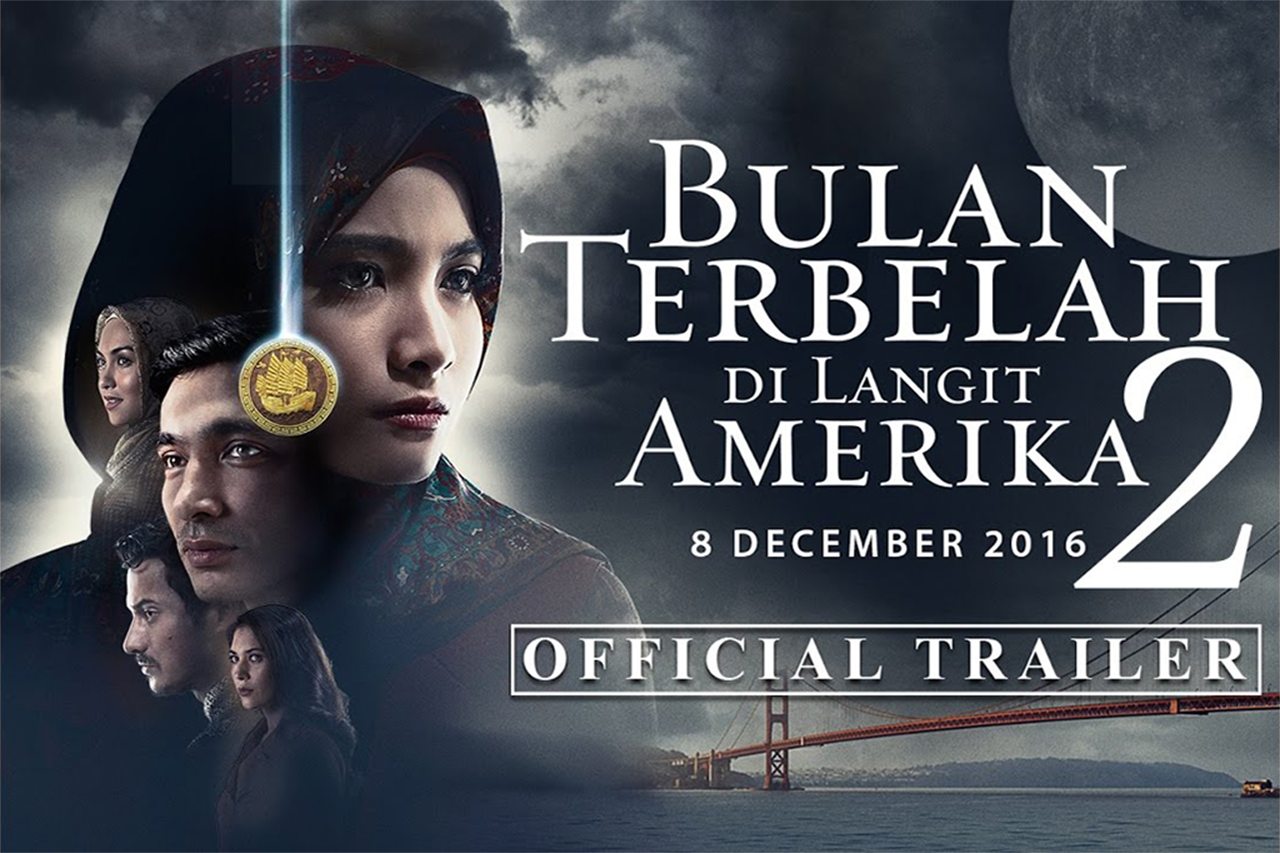 BULAN
TERBELAH
DI LANGIT
AMERIKA 2
8 DECEMBER 2016
OFFICIAL TRAILER